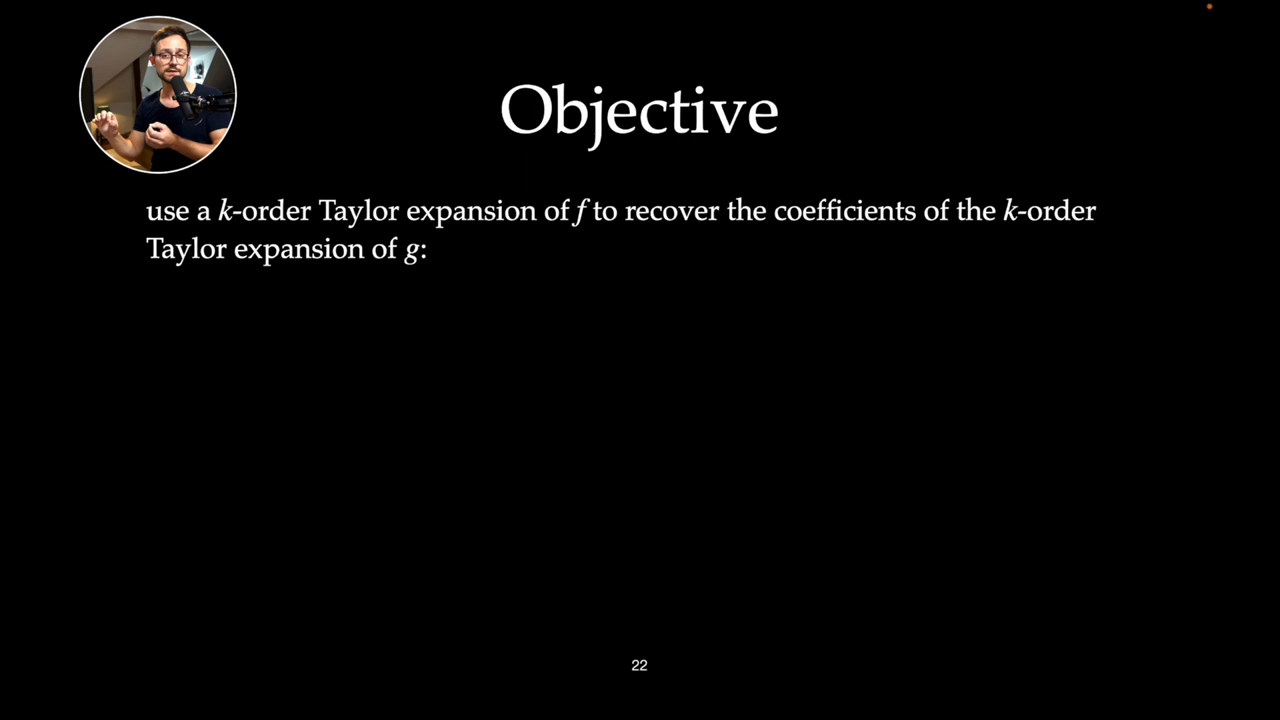 Objective
use a k-order Taylor expansion of f to recover the coefficients of the k-order
Taylor expansion of g:
22